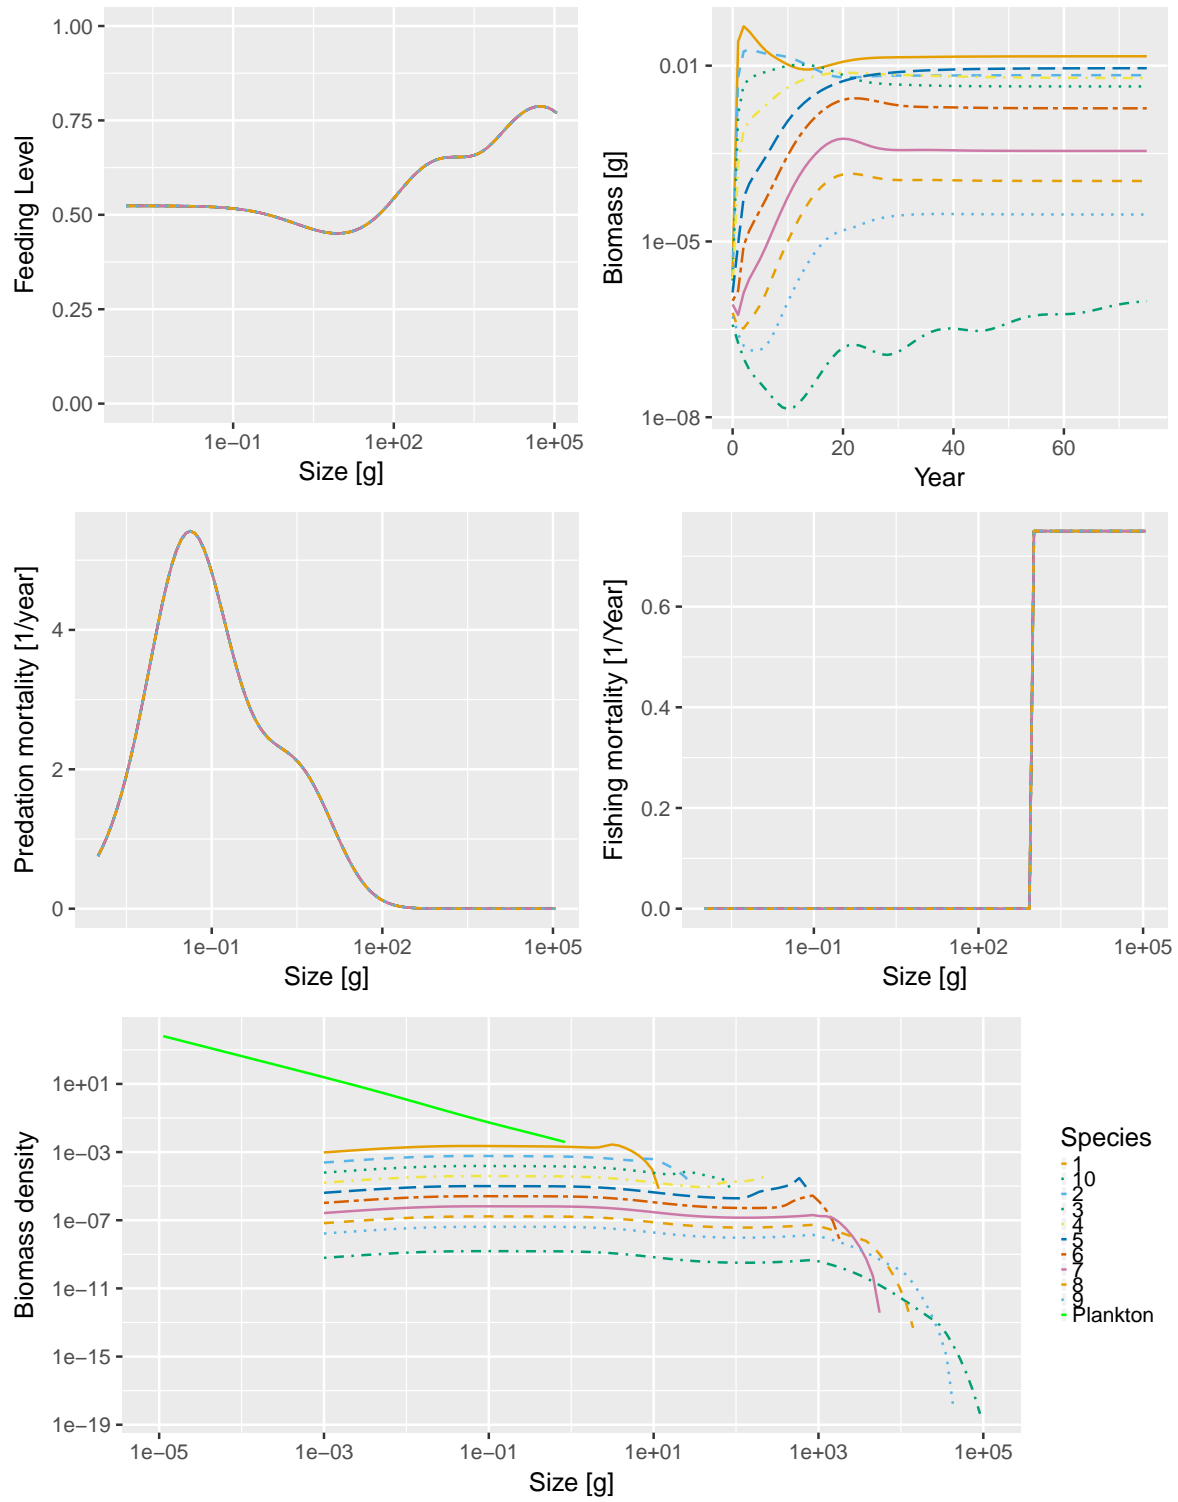 1.00
0.75
0.50
0.25
0.00
Feeding Level
1e−01
1e+02
1e+05
Size [g]
0.01
1e−05
1e−08
Biomass [g]
0
20
40
60
Year
4
2
0
Predation mortality [1/year]
1e−01
1e+02
1e+05
Size [g]
0.6
0.4
0.2
0.0
Fishing mortality [1/Year]
1e−01
1e+02
1e+05
Size [g]
1e+01
1e−03
1e−07
1e−11
1e−15
1e−19
Biomass density
1e−05
1e−03
1e−01
1e+01
1e+03
1e+05
Size [g]
Species
1
10
2
3
4
5
6
7
8
9
Plankton